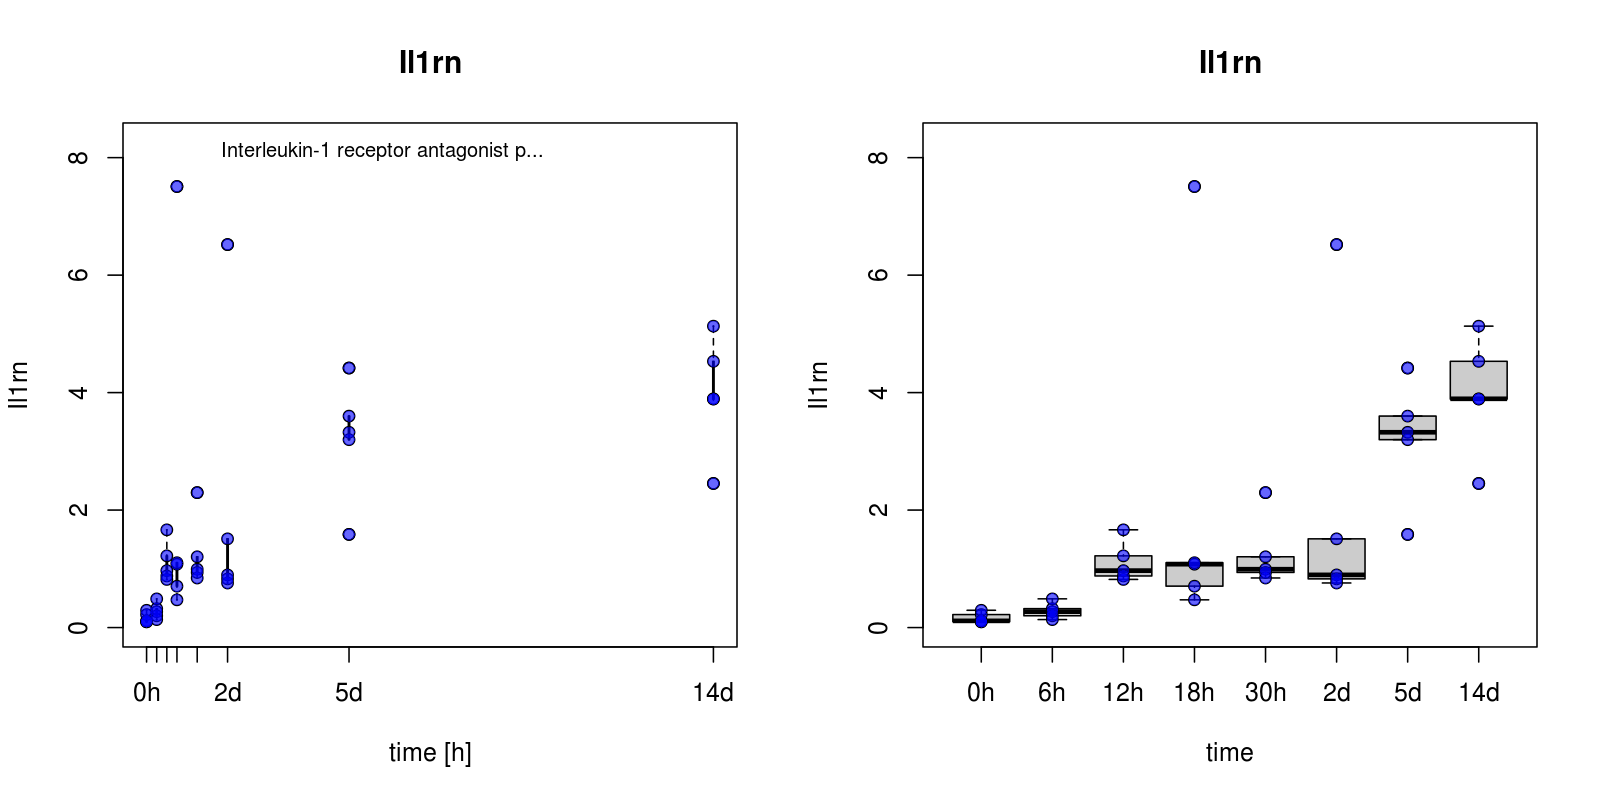 Il1rn
Interleukin-1 receptor antagonist p...
Il1rn
0
2
4
6
8
0h
2d
5d
14d
time [h]
Il1rn
Il1rn
0
2
4
6
8
0h
6h
12h
18h
30h
2d
5d
14d
time